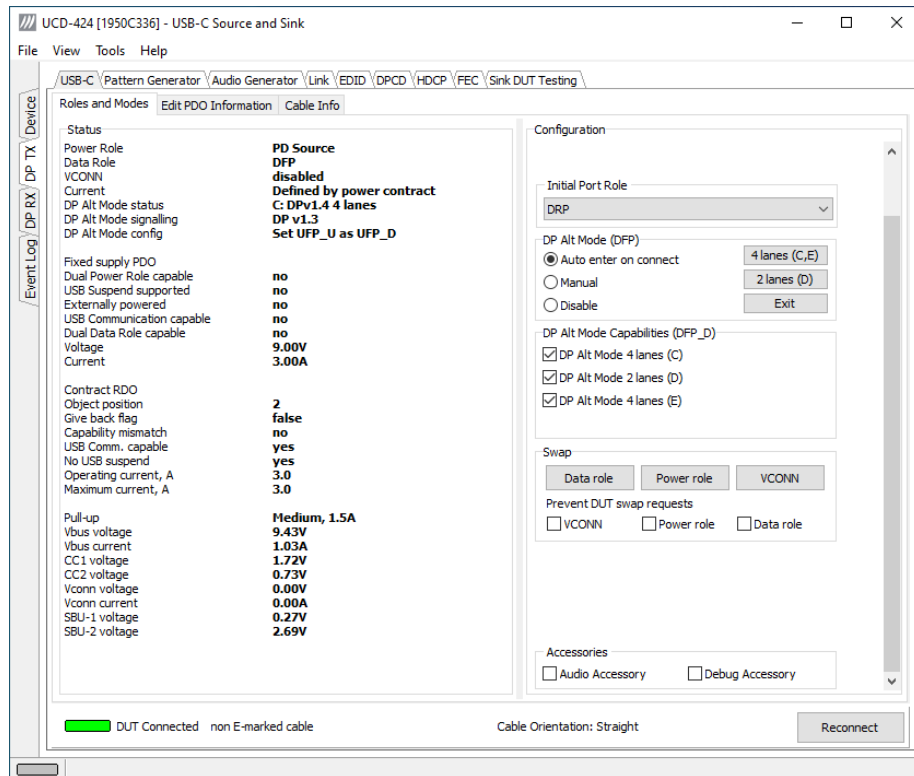 UCD-424 [1950C336] - USB-C Source and Sink
File View Tools Help
USB-C Pattern Generator Audio Generator Link EDID DPCD HDCP FEC Sink DUT Testing
Device
DP TX
DP RX
Event Log
Roles and Modes Edit PDO Information Cable Info
Status
Power Role PD Source
Data Role DFP
VCONN disabled
Current Defined by power contract
DP Alt Mode status C: DPv1.4 4 lanes
DP Alt Mode signalling DP v1.3
DP Alt Mode config Set UFP_U as UFP_D
Fixed supply PDO
Dual Power Role capable no
USB Suspend supported no
Externally powered no
USB Communication capable no
Dual Data Role capable no
Voltage 9.00V
Current 3.00A
Contract RDO
Object position 2
Give back flag false
Capability mismatch no
USB Comm. capable yes
No USB suspend yes
Operating current, A 3.0
Maximum current, A 3.0
Pull-up Medium, 1.5A
Vbus voltage 9.43V
Vbus current 1.03A
CC1 voltage 1.72V
CC2 voltage 0.73V
Vconn voltage 0.00V
Vconn current 0.00A
SBU-1 voltage 0.27V
SBU-2 voltage 2.69V
Configuration
Initial Port Role
DRP
DP Alt Mode (DFP)
Auto enter on connect 4 lanes (C,E)
Manual 2 lanes (D)
Disable Exit
DP Alt Mode Capabilities (DFP_D)
DP Alt Mode 4 lanes (C)
DP Alt Mode 2 lanes (D)
DP Alt Mode 4 lanes (E)
Swap
Data role Power role VCONN
Prevent DUT swap requests
VCONN Power role Data role
Accessories
Audio Accessory Debug Accessory
DUT Connected non E-marked cable Cable Orientation: Straight Reconnect